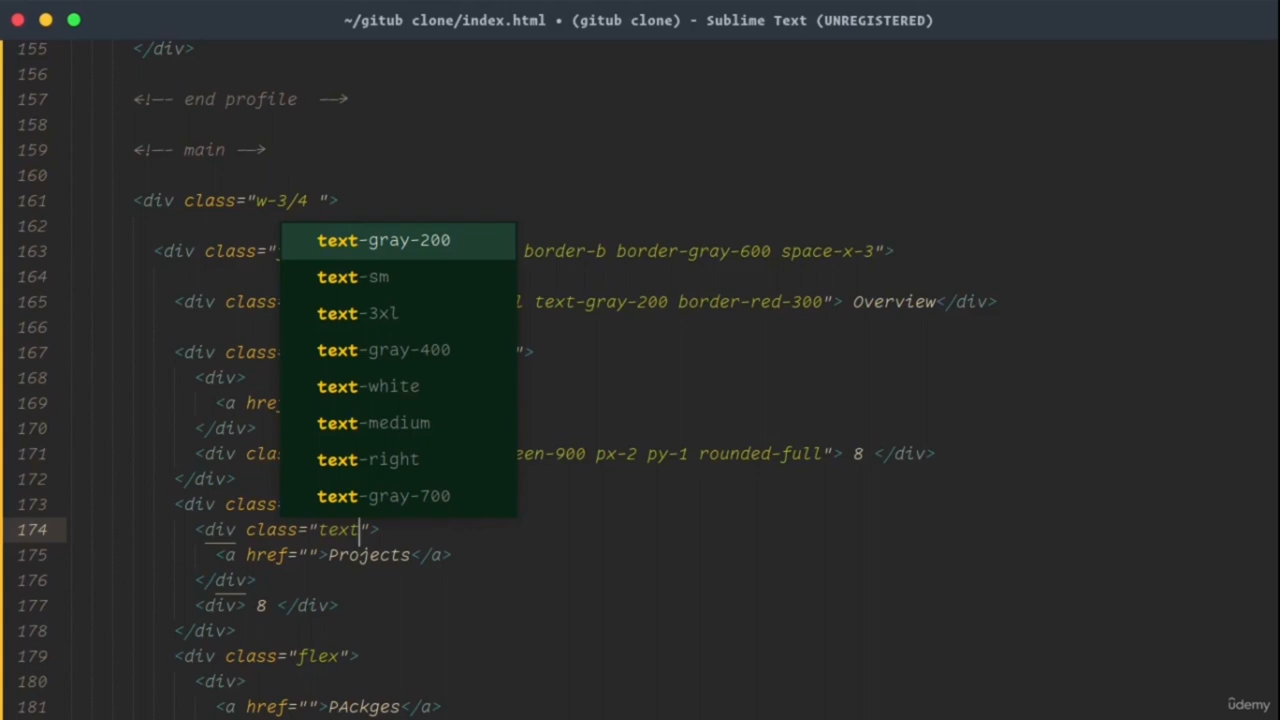 ~/gitub clone/index.html • (gitub clone) - Sublime Text (UNREGISTERED)
155 </div>
156
157 <!-- end profile -->
158
159 <!-- main -->
160
161 <div class="w-3/4 ">
162
163 <div class=" border-b border-gray-600 space-x-3">
164
165 <div class text-gray-200 border-red-300"> Overview</div>
166
167 <div class= ">
168 <div>
169 <a href
170 </div>
171 <div clas een-900 px-2 py-1 rounded-full"> 8 </div>
172 </div>
173 <div class=
174 <div class="text">
175 <a href="">Projects</a>
176 </div>
177 <div> 8 </div>
178 </div>
179 <div class="flex">
180 <div>
181 <a href="">PAckges</a>
text-gray-200
text-sm
text-3xl
text-gray-400
text-white
text-medium
text-right
text-gray-700
ûdemy